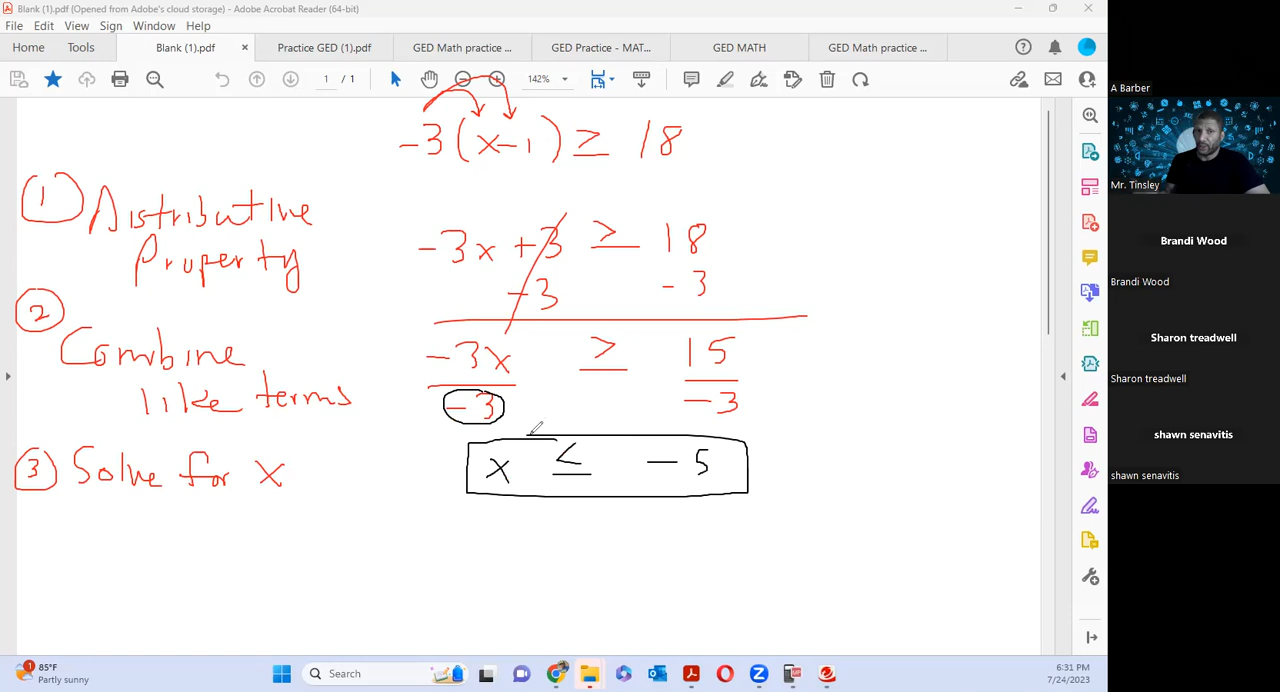 Blank (1).pdf (Opened from Adobe's cloud storage) - Adobe Acrobat Reader (64-bit)
File Edit View Sign Window Help
Home Tools Blank (1).pdf × Practice GED (1).pdf GED Math practice ... GED Practice - MAT... GED MATH GED Math practice ...
1 / 1 142%
A Barber
Mr. Tinsley
Brandi Wood
Brandi Wood
Sharon treadwell
Sharon treadwell
shawn senavitis
shawn senavitis
-3(x-1) ≥ 18
1 Distributive
Property
-3x +3 ≥ 18
-3 -3
2
Combine
like terms
-3x ≥ 15
-3 -3
3 Solve for x
x ≤ -5
1
85°F
Partly sunny
Search
6:31 PM
7/24/2023